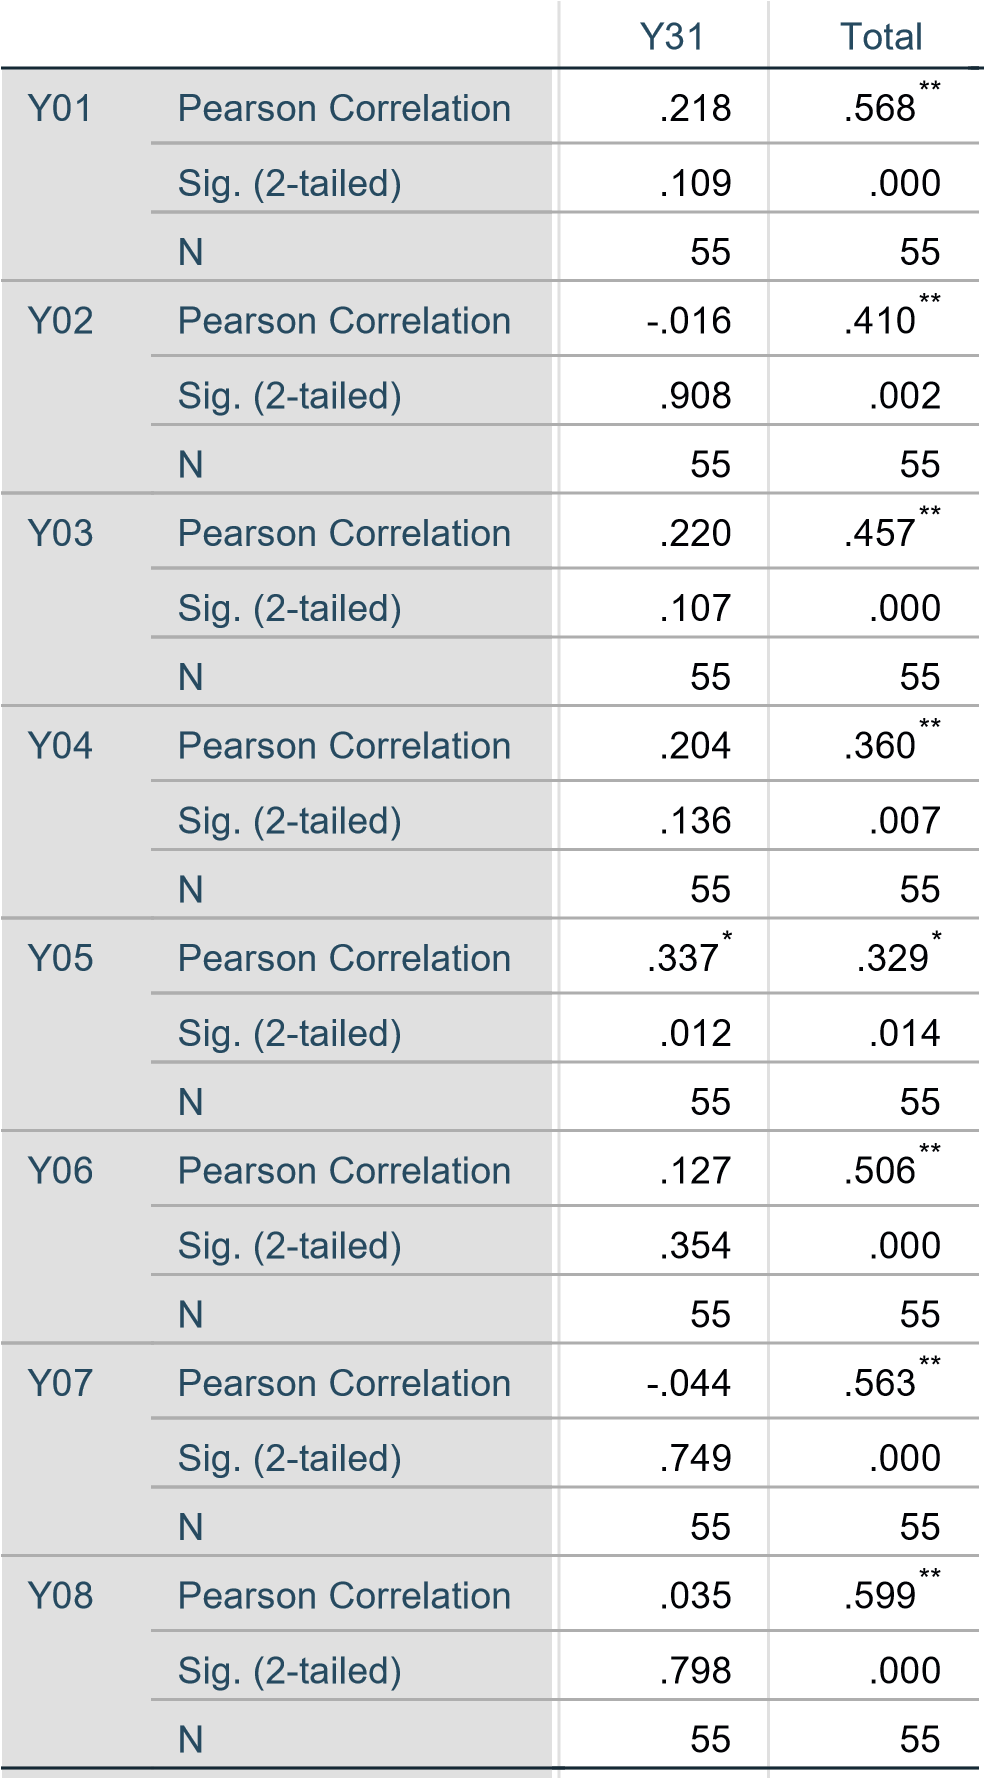 Y31 Total
Y01 Pearson Correlation .218 .568**
Sig. (2-tailed) .109 .000
N 55 55
Y02 Pearson Correlation -.016 .410**
Sig. (2-tailed) .908 .002
N 55 55
Y03 Pearson Correlation .220 .457**
Sig. (2-tailed) .107 .000
N 55 55
Y04 Pearson Correlation .204 .360**
Sig. (2-tailed) .136 .007
N 55 55
Y05 Pearson Correlation .337* .329*
Sig. (2-tailed) .012 .014
N 55 55
Y06 Pearson Correlation .127 .506**
Sig. (2-tailed) .354 .000
N 55 55
Y07 Pearson Correlation -.044 .563**
Sig. (2-tailed) .749 .000
N 55 55
Y08 Pearson Correlation .035 .599**
Sig. (2-tailed) .798 .000
N 55 55